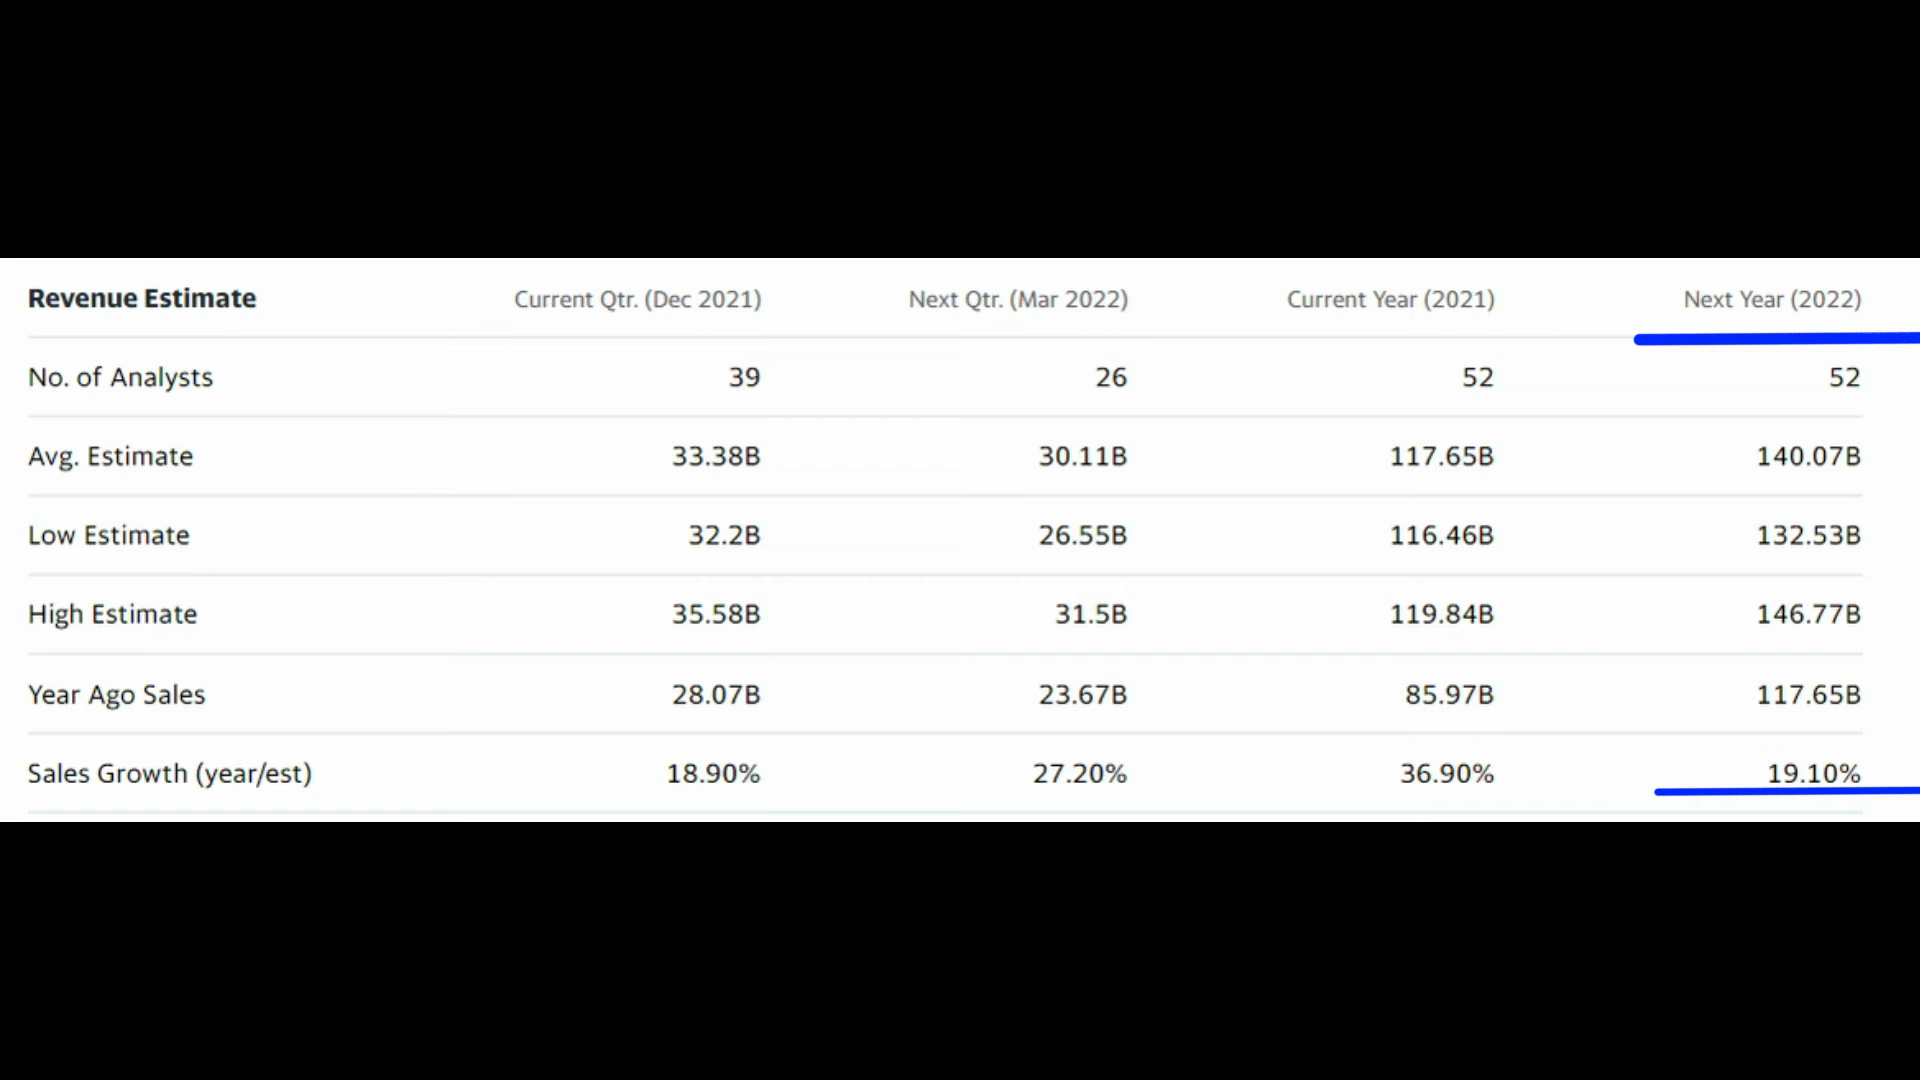 Revenue Estimate Current Qtr. (Dec 2021) Next Qtr. (Mar 2022) Current Year (2021) Next Year (2022)
No. of Analysts 39 26 52 52
Avg. Estimate 33.38B 30.11B 117.65B 140.07B
Low Estimate 32.2B 26.55B 116.46B 132.53B
High Estimate 35.58B 31.5B 119.84B 146.77B
Year Ago Sales 28.07B 23.67B 85.97B 117.65B
Sales Growth (year/est) 18.90% 27.20% 36.90% 19.10%